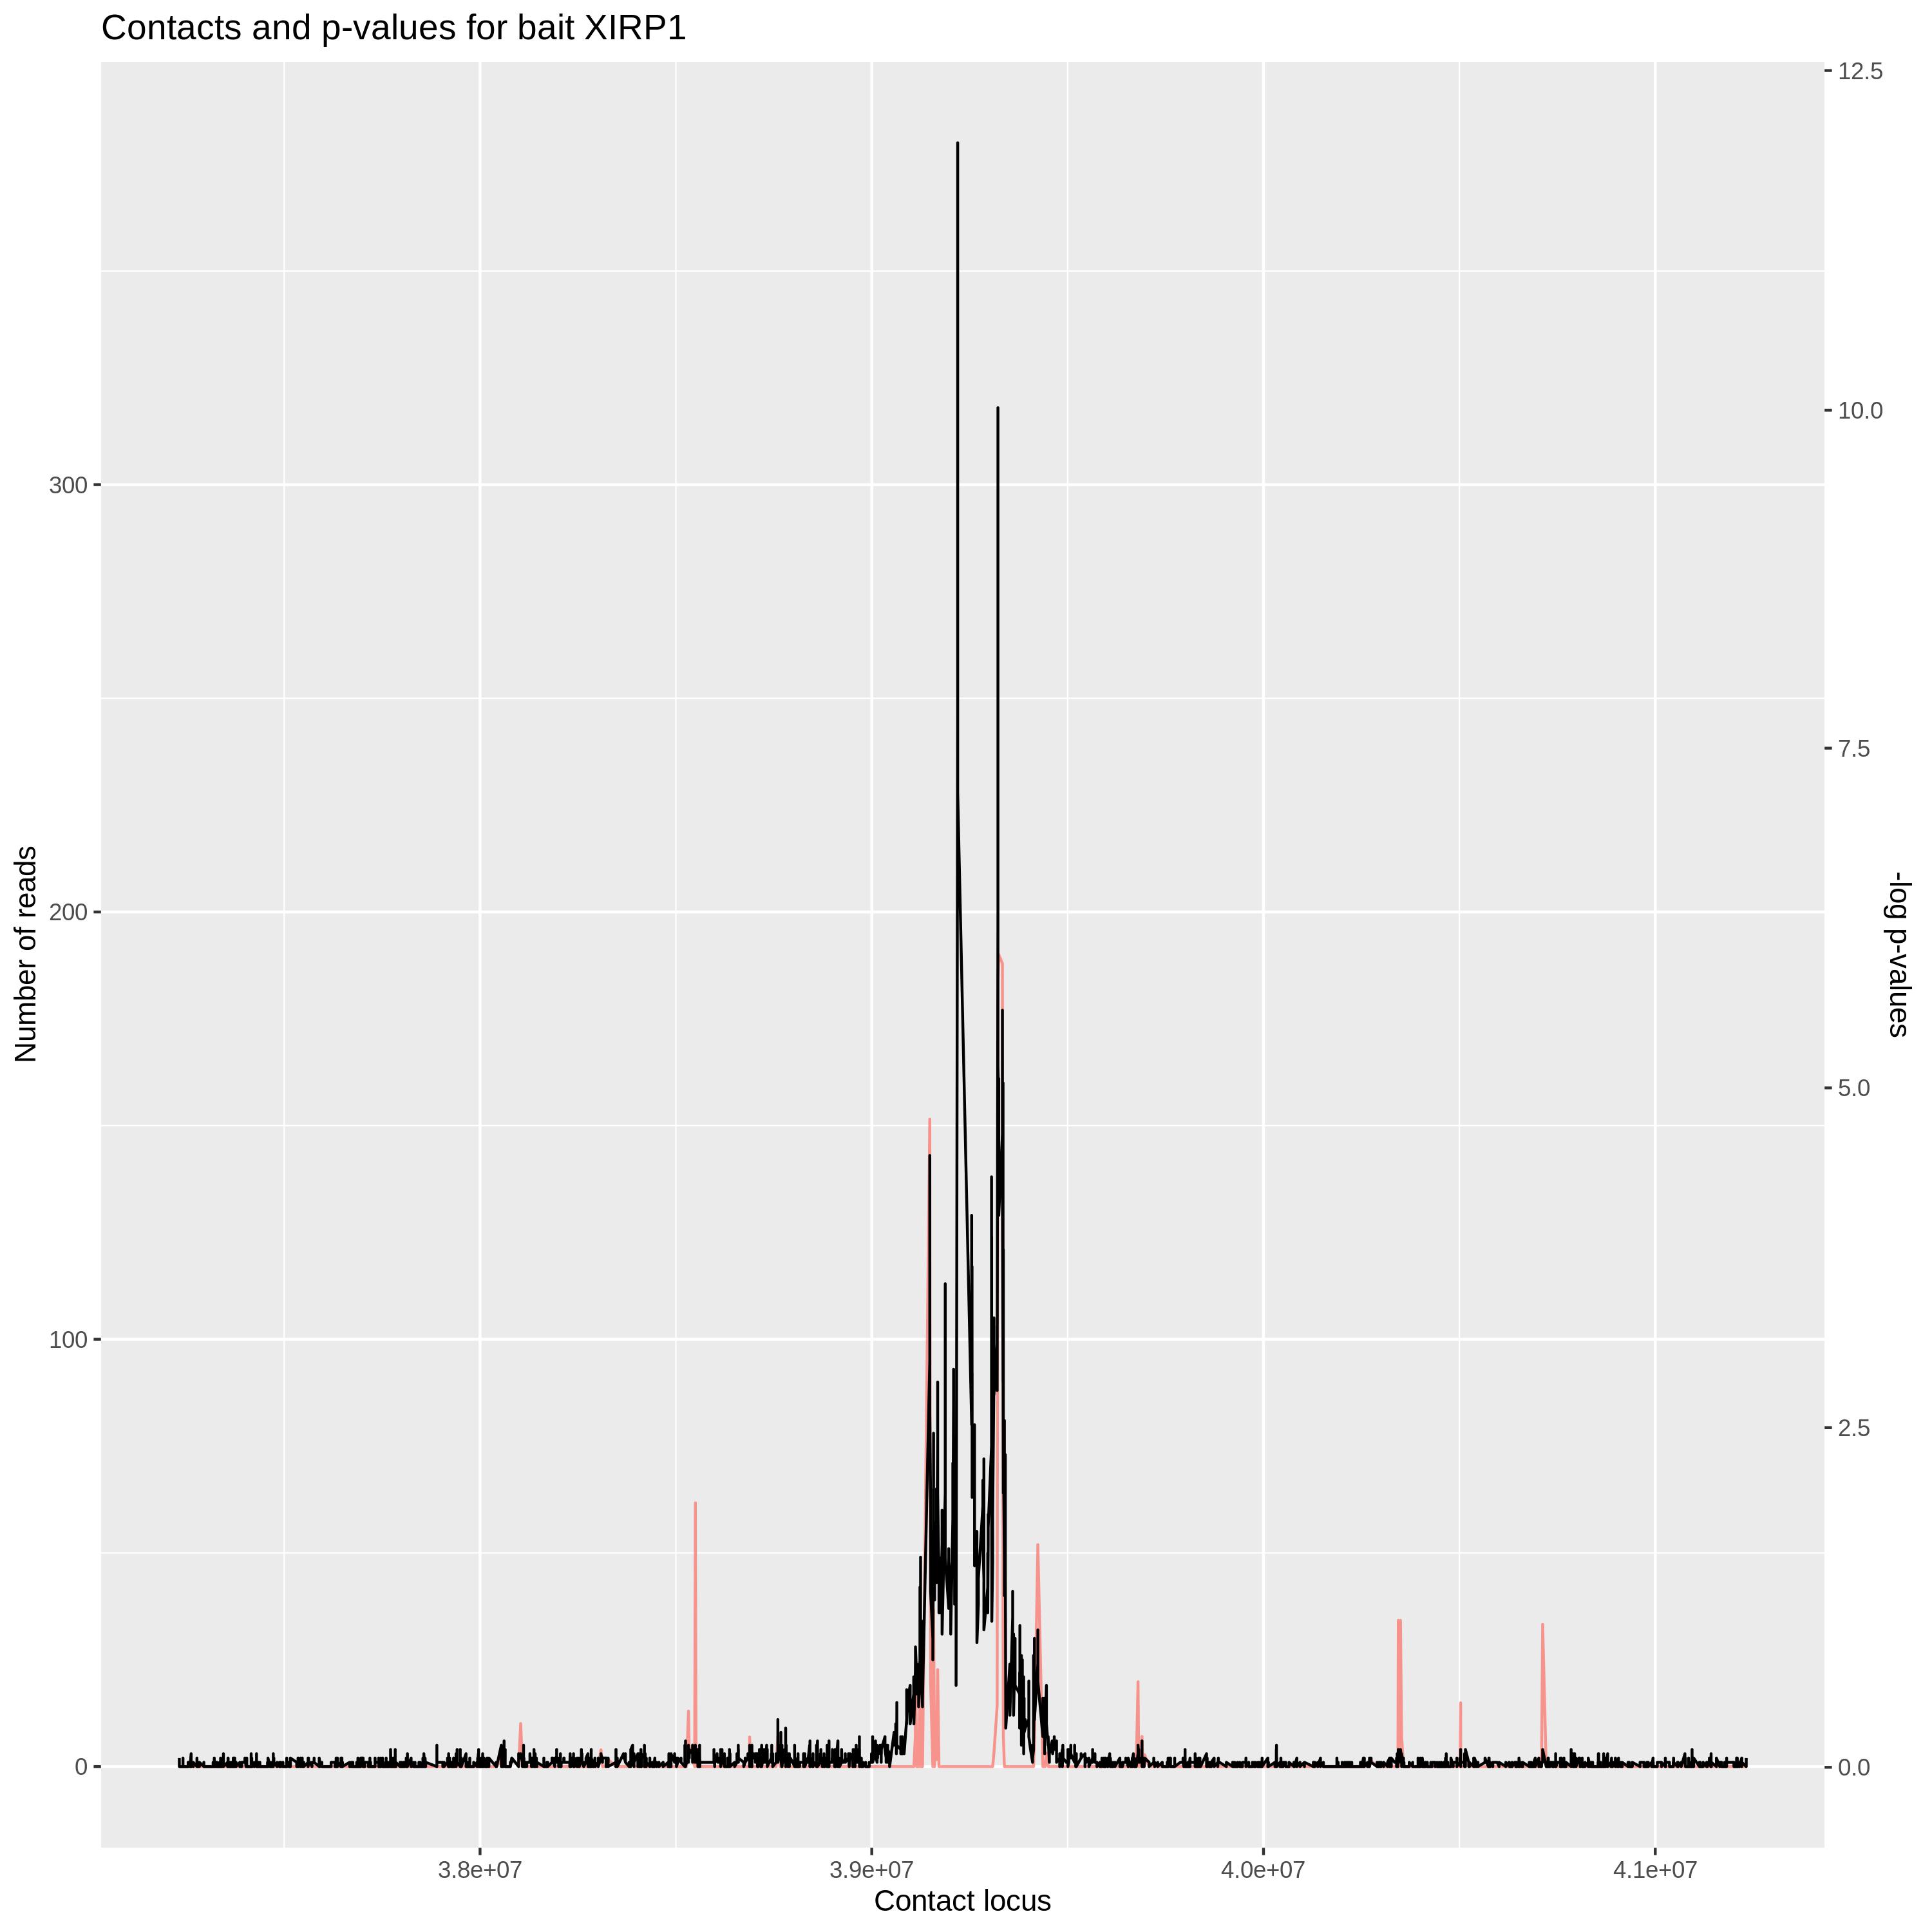 Contacts and p-values for bait XIRP1
12.5
10.0
300
7.5
200
Number of reads
-log p-values
5.0
100
2.5
0
0.0
3.8e+07
3.9e+07
4.0e+07
4.1e+07
Contact locus